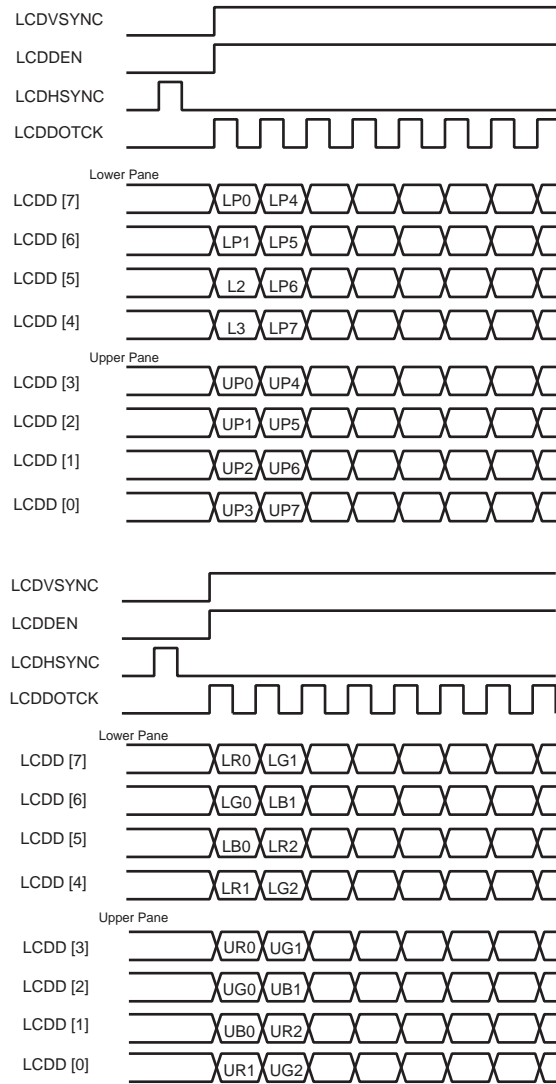 LCDVSYNC
LCDDEN
LCDHSYNC
LCDDOTCK
Lower Pane
LCDD [7] LP0 LP4
LCDD [6] LP1 LP5
LCDD [5] L2 LP6
LCDD [4] L3 LP7
Upper Pane
LCDD [3] UP0 UP4
LCDD [2] UP1 UP5
LCDD [1] UP2 UP6
LCDD [0] UP3 UP7
LCDVSYNC
LCDDEN
LCDHSYNC
LCDDOTCK
Lower Pane
LCDD [7] LR0 LG1
LCDD [6] LG0 LB1
LCDD [5] LB0 LR2
LCDD [4] LR1 LG2
Upper Pane
LCDD [3] UR0 UG1
LCDD [2] UG0 UB1
LCDD [1] UB0 UR2
LCDD [0] UR1 UG2